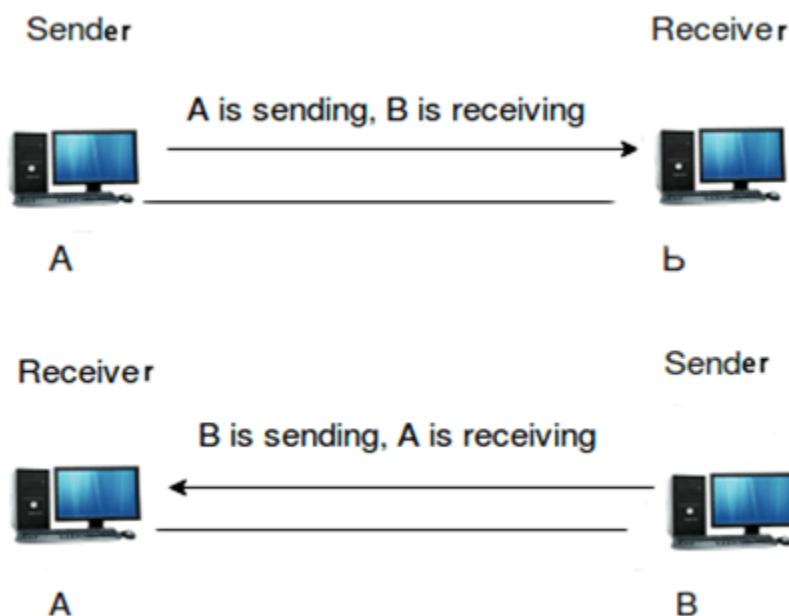 Sender Receiver
A is sending, B is receiving
A
Receiver Sender
B is sending, A is receiving
A B